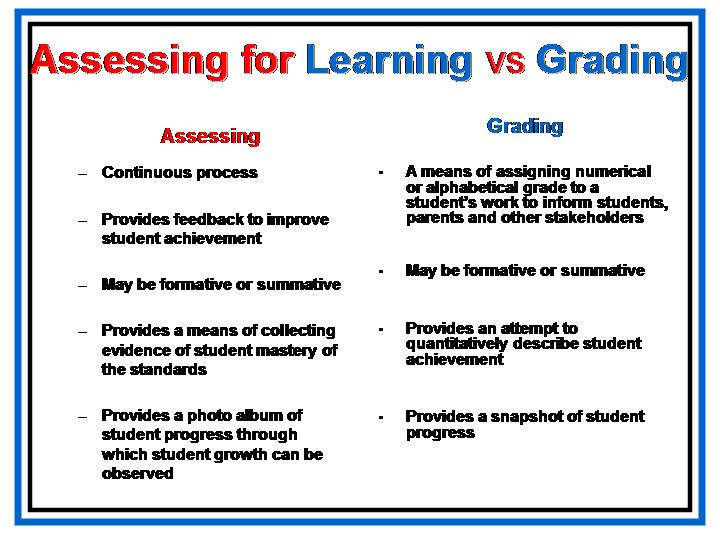 Assessing for Learning vs Grading
Assessing
– Continuous process
– Provides feedback to improve
student achievement
– May be formative or summative
– Provides a means of collecting
evidence of student mastery of
the standards
– Provides a photo album of
student progress through
which student growth can be
observed
Grading
- A means of assigning numerical
or alphabetical grade to a
student's work to inform students,
parents and other stakeholders
- May be formative or summative
- Provides an attempt to
quantitatively describe student
achievement
- Provides a snapshot of student
progress